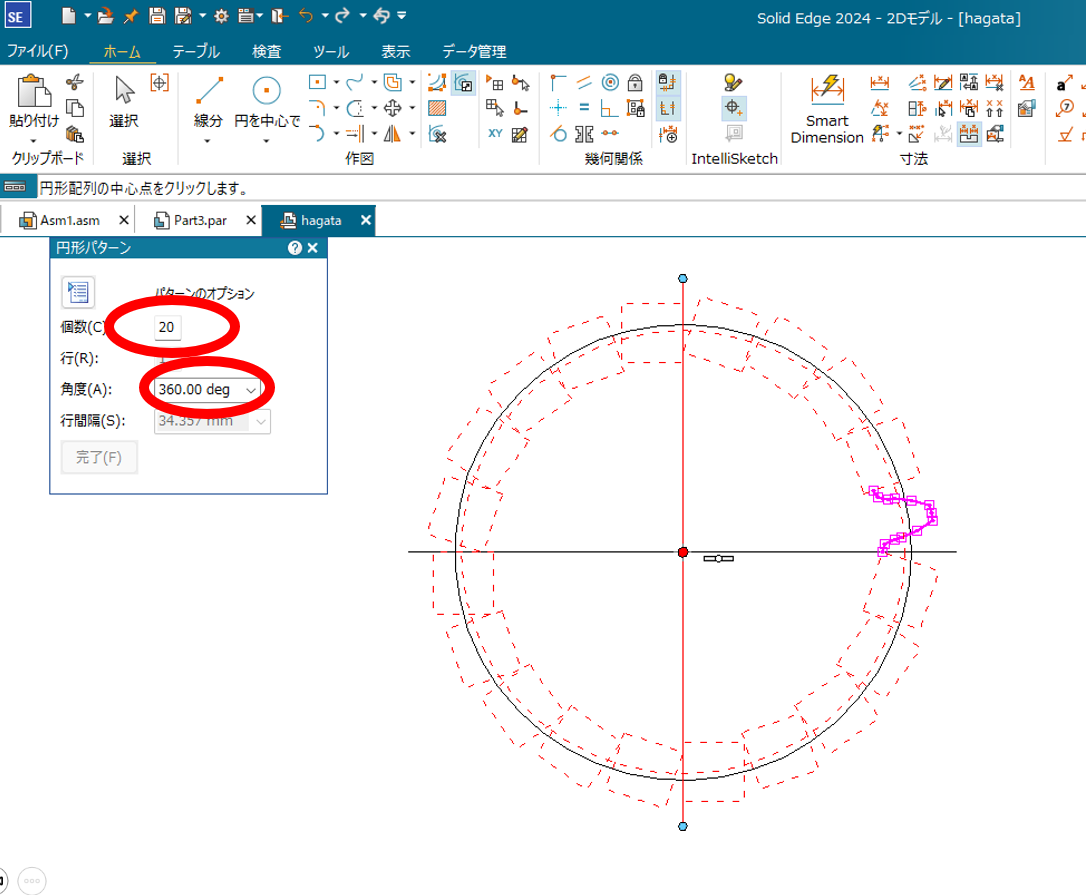 SE
Solid Edge 2024 - 2Dモデル - [hagata]
ファイル(F) ホーム テーブル 検査 ツール 表示 データ管理
貼り付け
選択
線分
円を中心で
XY
Smart
Dimension
クリップボード
選択
作図
幾何関係
IntelliSketch
寸法
円形配列の中心点をクリックします。
Asm1.asm
Part3.par
hagata
円形パターン
パターンのオプション
個数(C) 20
行(R):
角度(A): 360.00 deg
行間隔(S): 34.357 mm
完了(F)